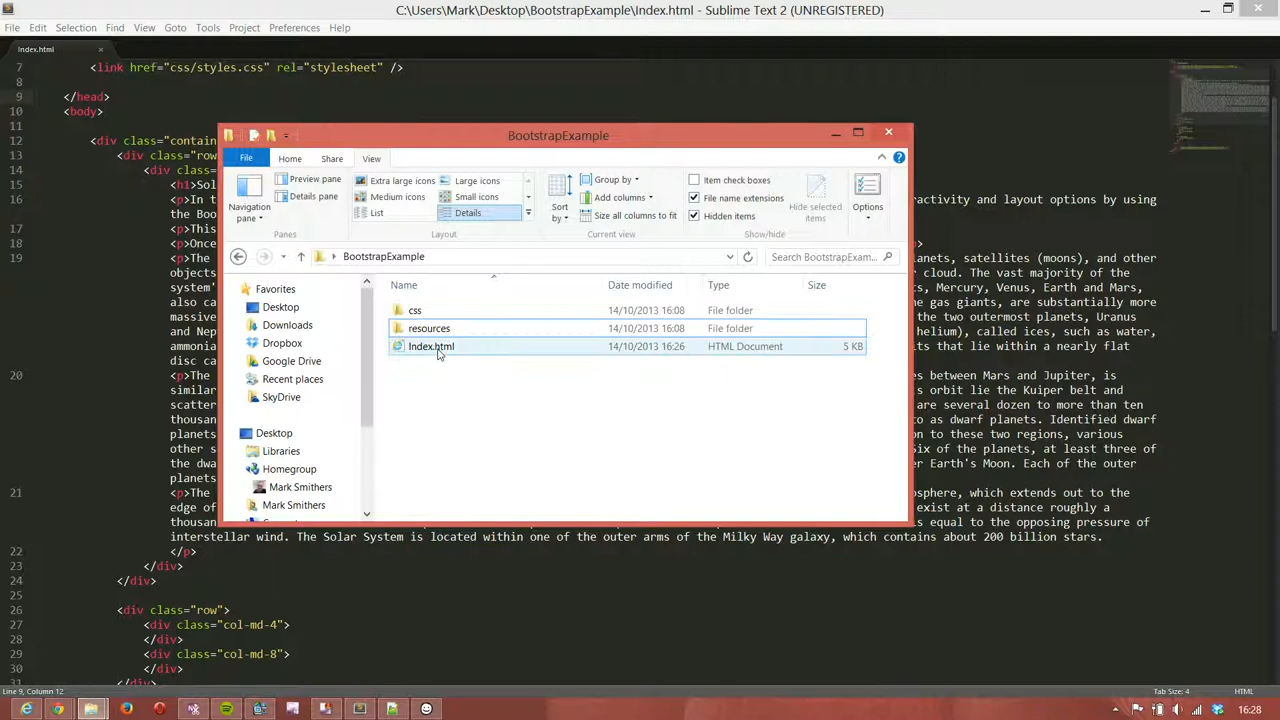 C:\Users\Mark\Desktop\BootstrapExample\Index.html - Sublime Text 2 (UNREGISTERED)
File Edit Selection Find View Goto Tools Project Preferences Help
Index.html
7 <link href="css/styles.css" rel="stylesheet" />
8
9 </head>
10 <body>
11
12 <div class="contain
13 <div class="row
14 <div class=
15 <h1>Sol
16 <p>In t
ractivity and layout options by using
the Boo
17 <p>This
18 <p>Once
19 <p>The
planets, satellites (moons), and other
objects
cloud. The vast majority of the
system'
s, Mercury, Venus, Earth and Mars,
also ca
e gas giants, are substantially more
massive
the two outermost planets, Uranus
and Nep
helium), called ices, such as water,
ammonia
its that lie within a nearly flat
disc ca
20 <p>The
es between Mars and Jupiter, is
similar
s orbit lie the Kuiper belt and
scatter
are several dozen to more than ten
thousan
to as dwarf planets. Identified dwarf
planets
on to these two regions, various
other s
Six of the planets, at least three of
the dwa
er Earth's Moon. Each of the outer
planets
21 <p>The
osphere, which extends out to the
edge of
exist at a distance roughly a
thousan
is equal to the opposing pressure of
interstellar wind. The Solar System is located within one of the outer arms of the Milky Way galaxy, which contains about 200 billion stars.
22 </p>
23 </div>
24 </div>
25
26 <div class="row">
27 <div class="col-md-4">
28 </div>
29 <div class="col-md-8">
30 </div>
31 </div>
BootstrapExample
File Home Share View
Navigation pane
Preview pane
Details pane
Panes
Extra large icons Large icons
Medium icons Small icons
List Details
Layout
Sort by
Group by
Add columns
Size all columns to fit
Current view
Item check boxes
File name extensions
Hidden items
Hide selected items
Show/hide
Options
BootstrapExample
Search BootstrapExam...
Name Date modified Type Size
css 14/10/2013 16:08 File folder
resources 14/10/2013 16:08 File folder
Index.html 14/10/2013 16:26 HTML Document 5 KB
Favorites
Desktop
Downloads
Dropbox
Google Drive
Recent places
SkyDrive
Desktop
Libraries
Homegroup
Mark Smithers
Mark Smithers
Line 9, Column 12
Tab Size: 4 HTML
16:28